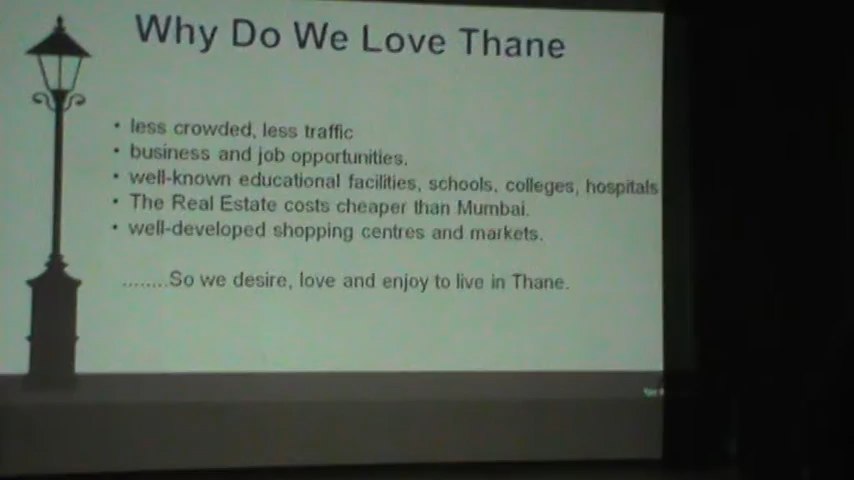 Why Do We Love Thane
• less crowded, less traffic
• business and job opportunities.
• well-known educational facilities, schools, colleges, hospitals
• The Real Estate costs cheaper than Mumbai.
• well-developed shopping centres and markets.
........So we desire, love and enjoy to live in Thane.